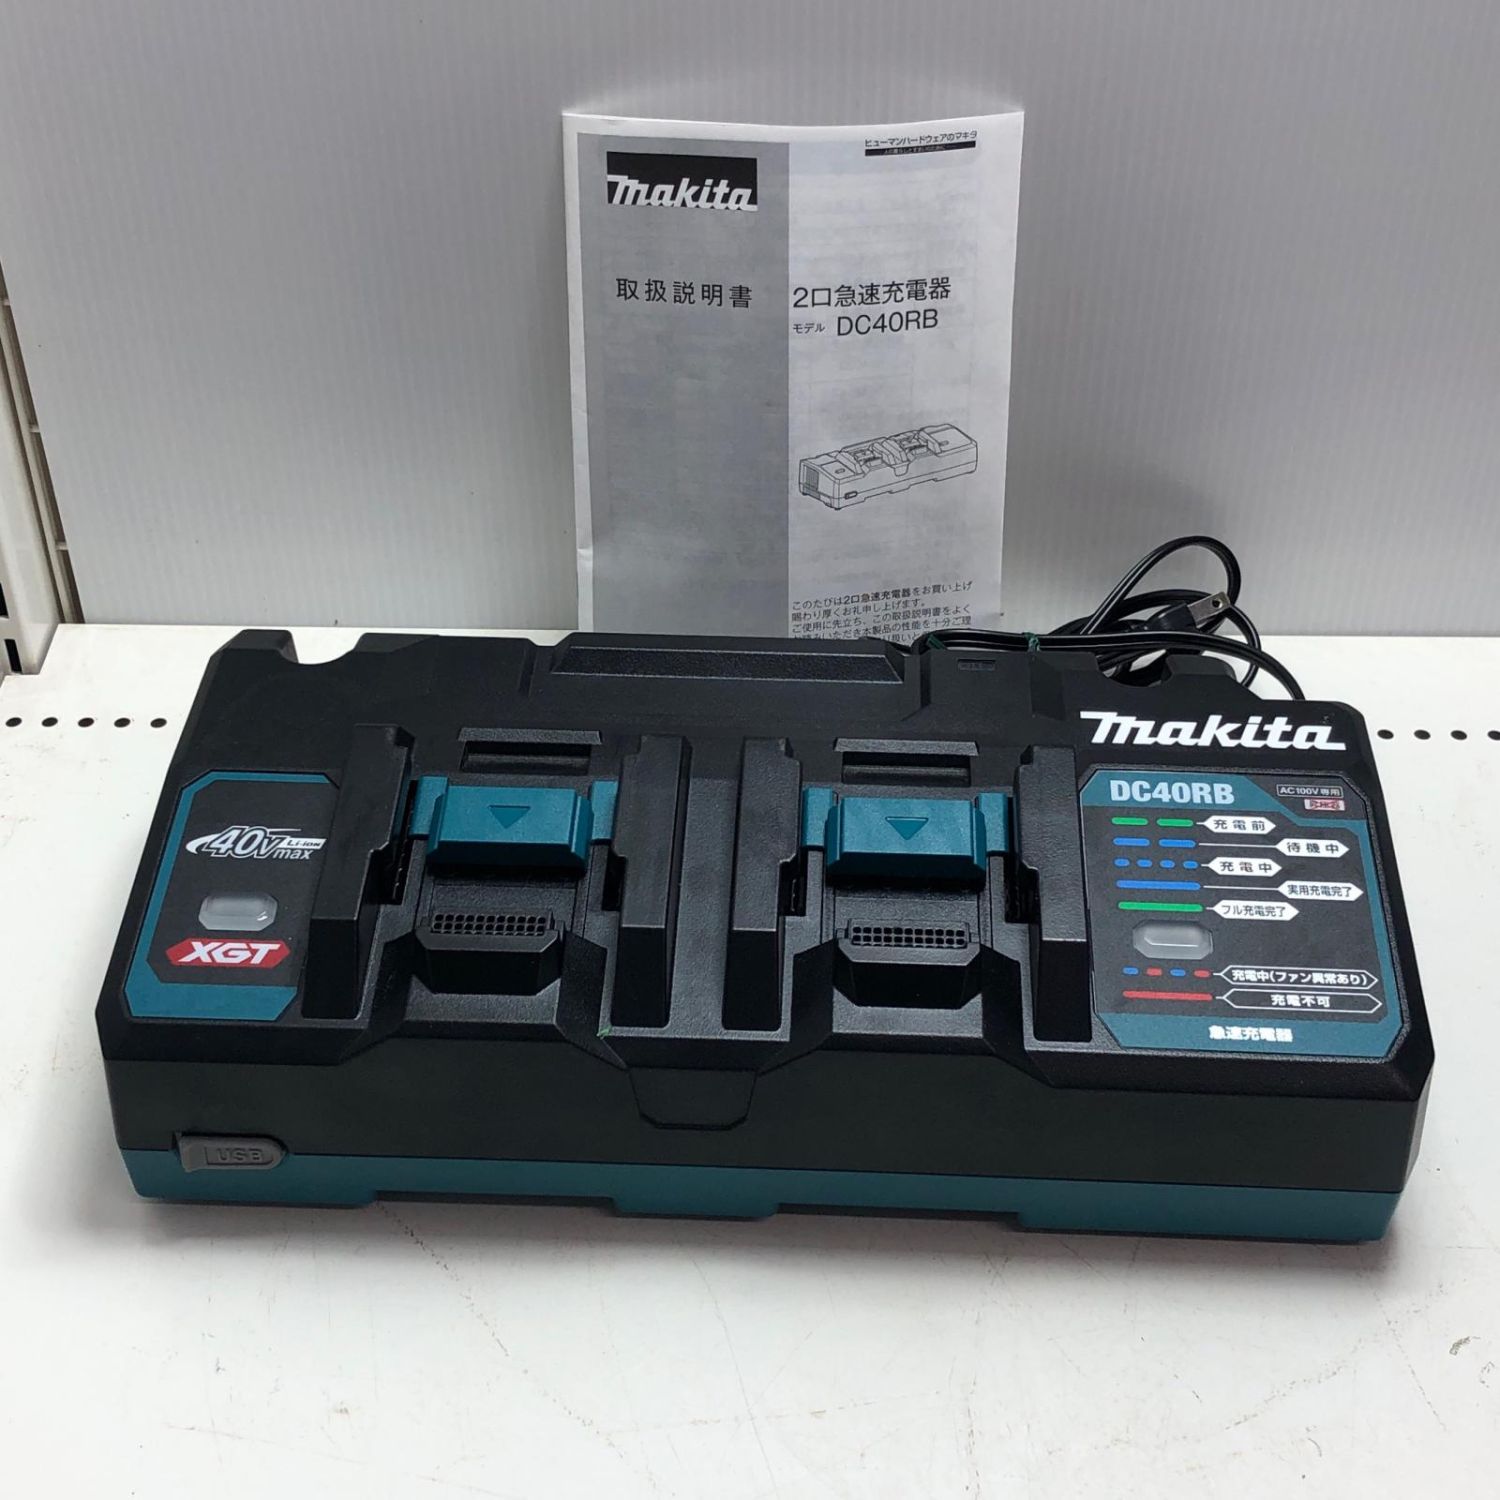 ヒューマンハードウェアのマキタ
makita
取扱説明書
2口急速充電器
モデル DC40RB
このたびは2口急速充電器をお買い上げ
賜わり厚くお礼申し上げます。
ご使用に先立ち、この取扱説明書をよく
makita
40Vmax Li-ion
XGT
DC40RB
AC100V専用
充電前
待機中
充電中
実用充電完了
フル充電完了
充電中(ファン異常あり)
充電不可
急速充電器
USB